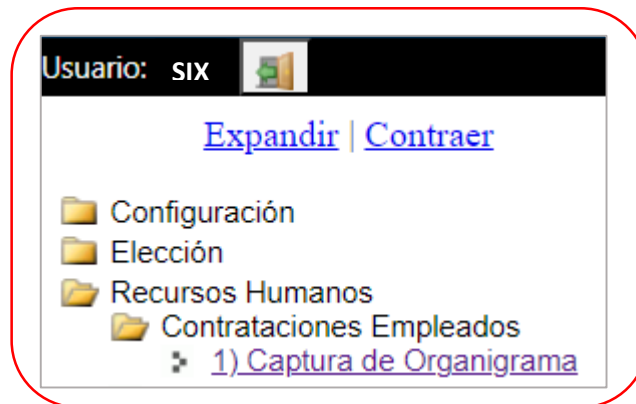 Usuario: SIX
Expandir | Contraer
Configuración
Elección
Recursos Humanos
Contrataciones Empleados
1) Captura de Organigrama